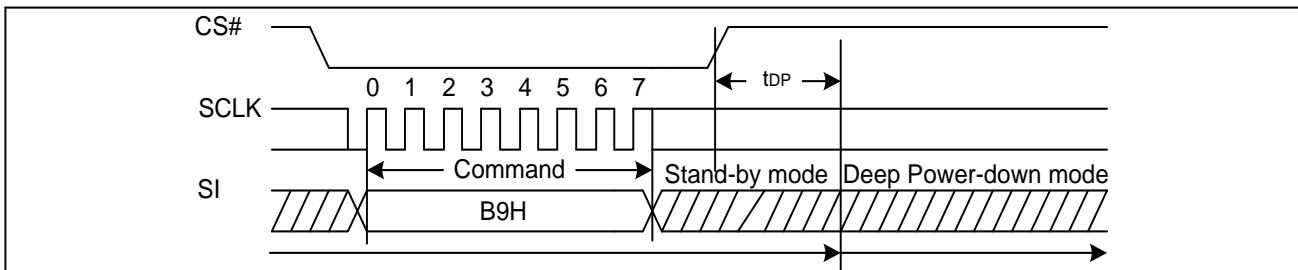 CS#
tDP
0 1 2 3 4 5 6 7
SCLK
Command
Stand-by mode Deep Power-down mode
SI
B9H